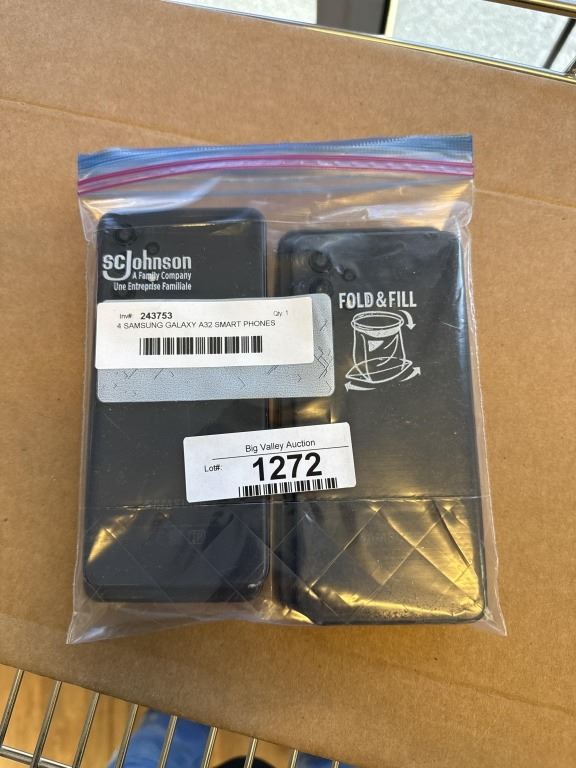 scJohnson
A Family Company
Une Entreprise Familiale
Inv#: 243753 Qty: 1
4 SAMSUNG GALAXY A32 SMART PHONES
FOLD & FILL
Big Valley Auction
Lot#: 1272